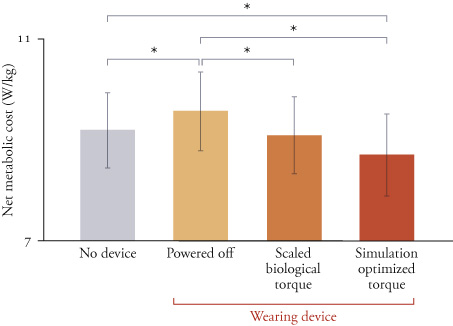 *
*
*
*
11
Net metabolic cost (W/kg)
7
No device
Powered off
Scaled
biological
torque
Simulation
optimized
torque
Wearing device